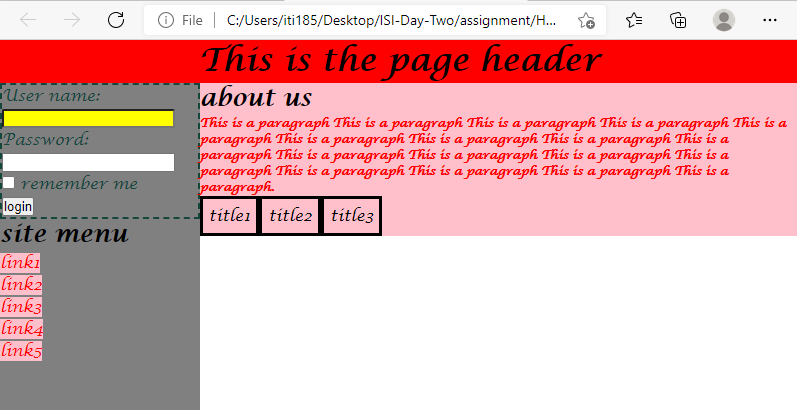 File
C:/Users/iti185/Desktop/ISI-Day-Two/assignment/H...
This is the page header
User name:
Password:
remember me
login
site menu
link1
link2
link3
link4
link5
about us
This is a paragraph This is a paragraph This is a paragraph This is a paragraph This is a
paragraph This is a paragraph This is a paragraph This is a paragraph This is a
paragraph This is a paragraph This is a paragraph This is a paragraph This is a
paragraph This is a paragraph This is a paragraph This is a paragraph This is a
paragraph.
title1 title2 title3